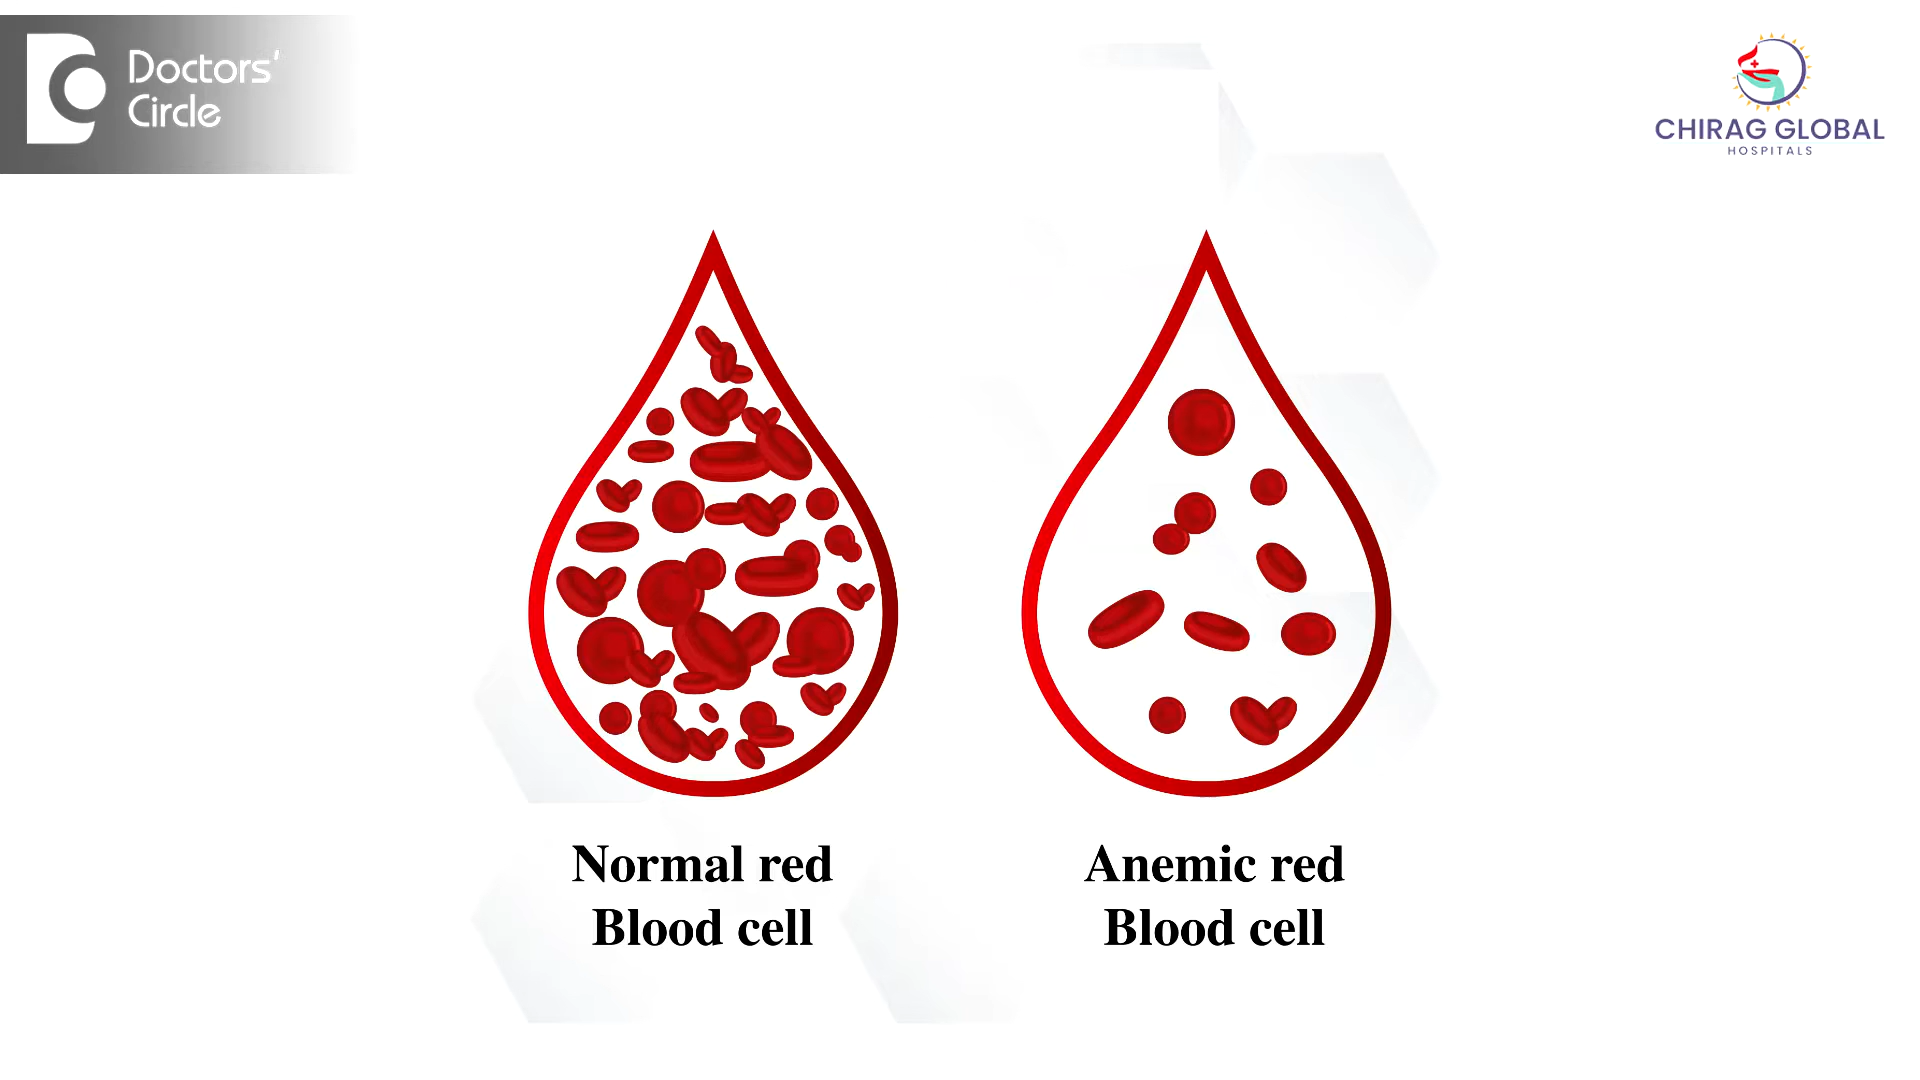 Doctors'
Circle
CHIRAG GLOBAL
HOSPITALS
Normal red
Blood cell
Anemic red
Blood cell